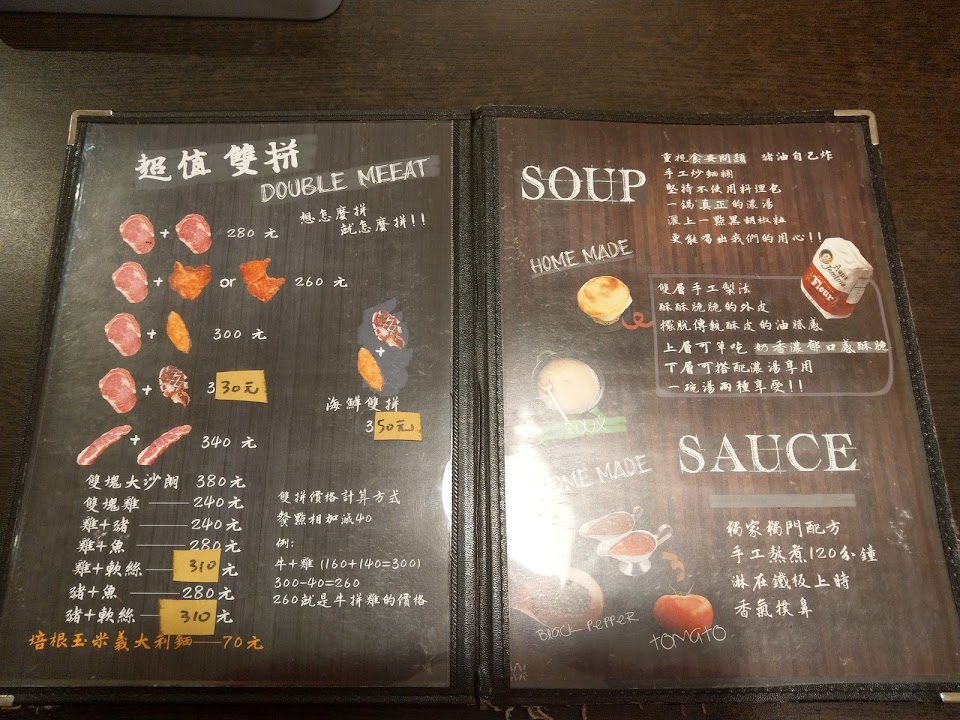 超值雙拼
DOUBLE MEEAT
想怎麼拼
就怎麼拼!!
+ 280 元
+ or 260 元
+ 300 元
+ 330元
+
海鮮雙拼
350元
+ 340 元
雙塊大沙朗 380元
雙塊雞——240元
雞+豬——240元
雞+魚——280元
雞+軟絲——310元
豬+魚——280元
豬+軟絲——310元
培根玉米義大利麵——70元
雙拼價格計算方式
餐點相加減40
例:
牛+雞 (160+140=300)
300-40=260
260就是牛拼雞的價格
SOUP
重視食安問題 豬油自己炸
手工炒麵糊
堅持不使用料理包
一鍋真正的濃湯
灑上一點黑胡椒粒
更能喝出我們的用心!!
HOME MADE
Flour
雙層手工製法
酥酥脆脆的外皮
擺脫傳統酥皮的油膩感
上層可單吃 奶香濃郁口感酥脆
下層可搭配濃湯享用
一碗湯兩種享受!!
ROUX
SAUCE
HOME MADE
獨家獨門配方
手工熬煮120分鐘
淋在鐵板上時
香氣撲鼻
BLACK PEPPER
TOMATO